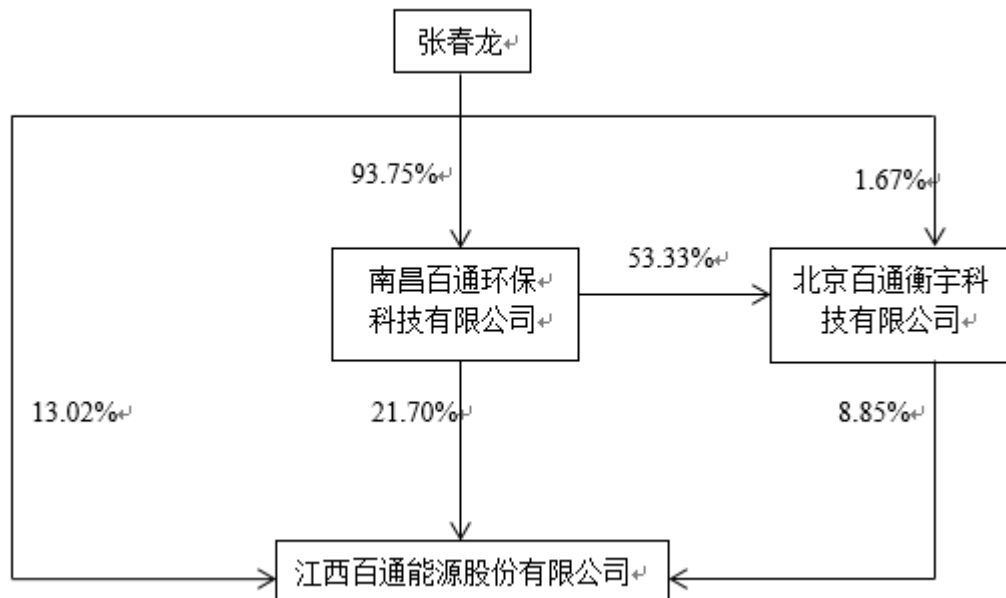 张春龙
93.75%
1.67%
53.33%
南昌百通环保
科技有限公司
北京百通衡宇科
技有限公司
13.02%
21.70%
8.85%
江西百通能源股份有限公司